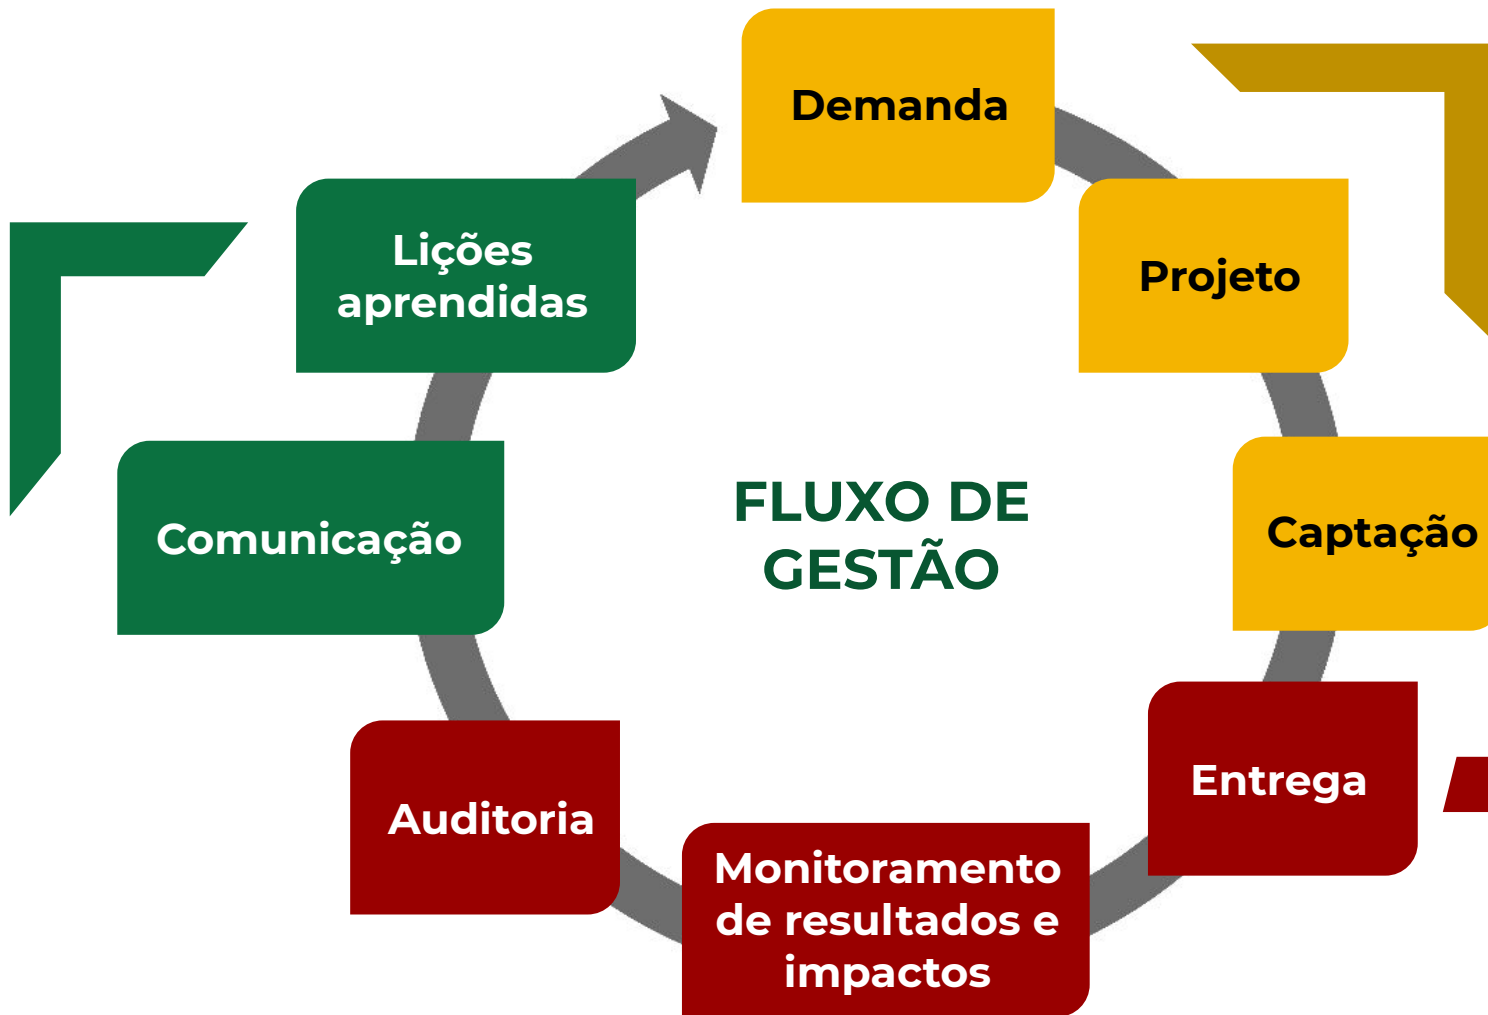 Demanda
Projeto
Captação
Entrega
Monitoramento
de resultados e
impactos
Auditoria
Comunicação
Lições
aprendidas
FLUXO DE
GESTÃO